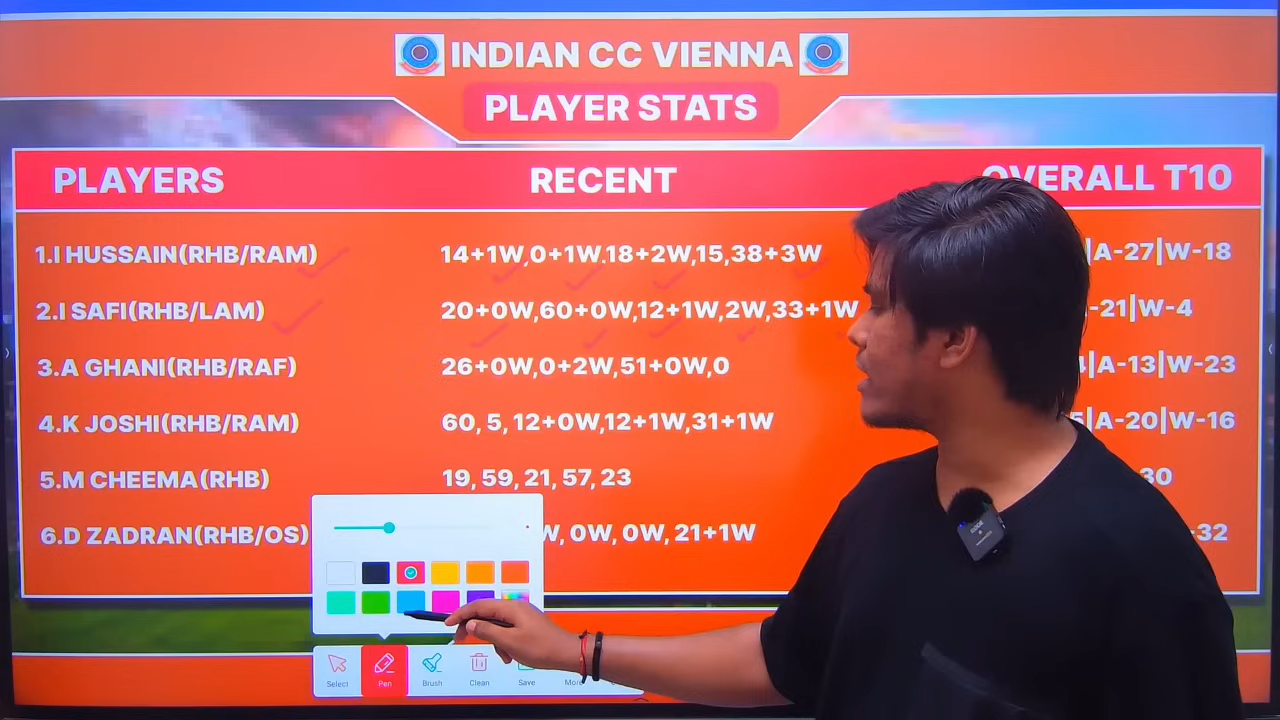 INDIAN CC VIENNA
PLAYER STATS
PLAYERS RECENT OVERALL T10
1.I HUSSAIN(RHB/RAM) 14+1W,0+1W.18+2W,15,38+3W |A-27|W-18
2.I SAFI(RHB/LAM) 20+0W,60+0W,12+1W,2W,33+1W -21|W-4
3.A GHANI(RHB/RAF) 26+0W,0+2W,51+0W,0 |A-13|W-23
4.K JOSHI(RHB/RAM) 60, 5, 12+0W,12+1W,31+1W 5|A-20|W-16
5.M CHEEMA(RHB) 19, 59, 21, 57, 23 30
6.D ZADRAN(RHB/OS) W, 0W, 0W, 21+1W -32
Select Pen Brush Clean Save More